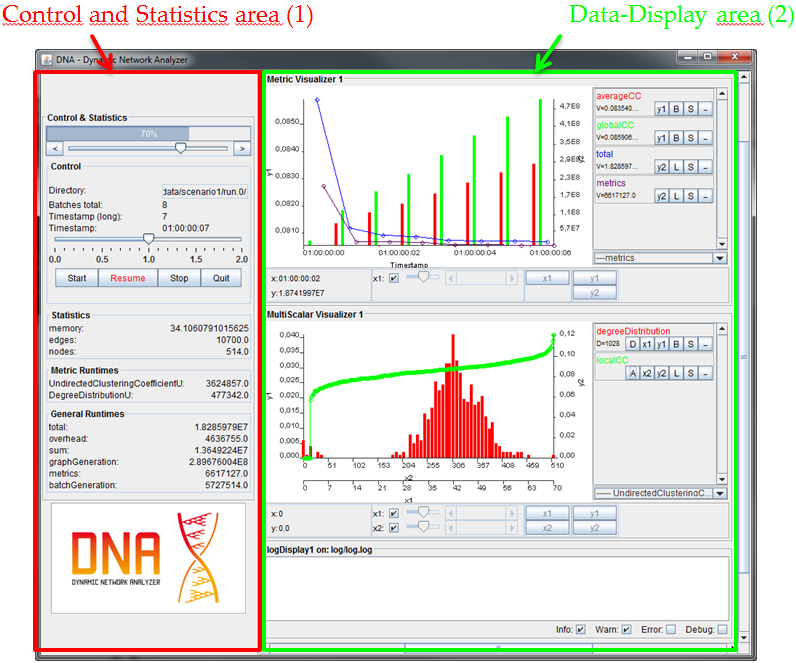 Control and Statistics area (1)
Data-Display area (2)
DNA - Dynamic Network Analyzer
Control & Statistics
70%
< >
Control
Directory: data/scenario1/run.0/
Batches total: 8
Timestamp (long): 7
Timestamp: 01:00:00:07
0.0 0.5 1.0 1.5 2.0
Start Resume Stop Quit
Statistics
memory: 34.1060791015625
edges: 10700.0
nodes: 514.0
Metric Runtimes
UndirectedClusteringCoefficientU: 3624857.0
DegreeDistributionU: 477342.0
General Runtimes
total: 1.8285979E7
overhead: 4636755.0
sum: 1.3649224E7
graphGeneration: 2.89676004E8
metrics: 6617127.0
batchGeneration: 5727514.0
DNA
DYNAMIC NETWORK ANALYZER
Metric Visualizer 1
0,0850
0,0840
0,0830
0,0820
0,0810
y1
4,7E8
4,1E8
3,5E8
2,9E8
2,3E8
1,7E8
1,1E8
5,7E7
y2
01:00:00:00 01:00:00:02 01:00:00:04 01:00:00:06
Timestamp
averageCC
V=0.083540... y1 B S –
globalCC
V=0.085906... y1 B S –
total
V=1.828597... y2 L S –
metrics
V=6617127.0 y2 L S –
---metrics
x:01:00:00:02
y:1.8741997E7
x1: x1 y1
y2
MultiScalar Visualizer 1
0,040
0,035
0,030
0,025
0,020
0,015
0,010
0,005
0,000
y1
0,12
0,10
0,08
0,06
0,04
0,02
0,00
y2
0 51 102 153 204 255 306 357 408 459 510
x2
0 7 14 21 28 35 42 49 56 63 70
x1
degreeDistribution
D=1028 D x1 y1 B S –
localCC
A x2 y2 L S –
----- UndirectedClusteringC...
x:0
y:0.0
x1: x1 y1
x2: x2 y2
logDisplay1 on: log/log.log
Info: Warn: Error: Debug: